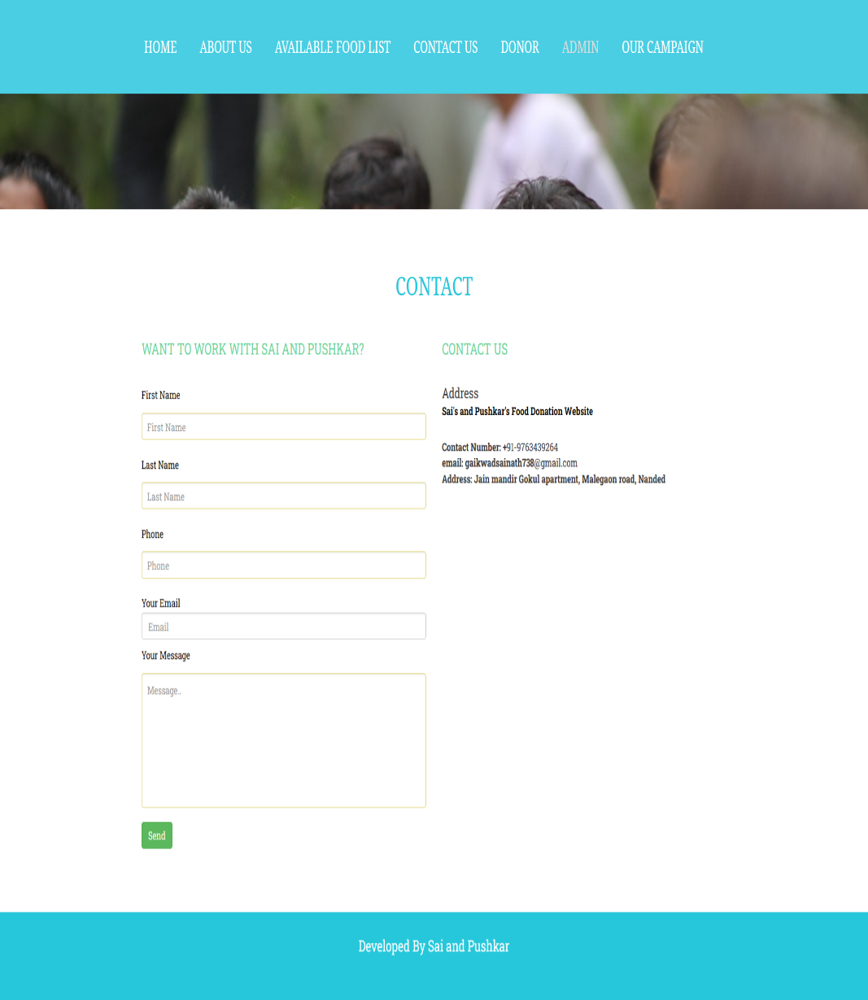 HOME ABOUT US AVAILABLE FOOD LIST CONTACT US DONOR ADMIN OUR CAMPAIGN
CONTACT
WANT TO WORK WITH SAI AND PUSHKAR?
First Name
First Name
Last Name
Last Name
Phone
Phone
Your Email
Email
Your Message
Message..
Send
CONTACT US
Address
Sai's and Pushkar's Food Donation Website
Contact Number: +91-9763439264
email: gaikwadsainath738@gmail.com
Address: Jain mandir Gokul apartment, Malegaon road, Nanded
Developed By Sai and Pushkar